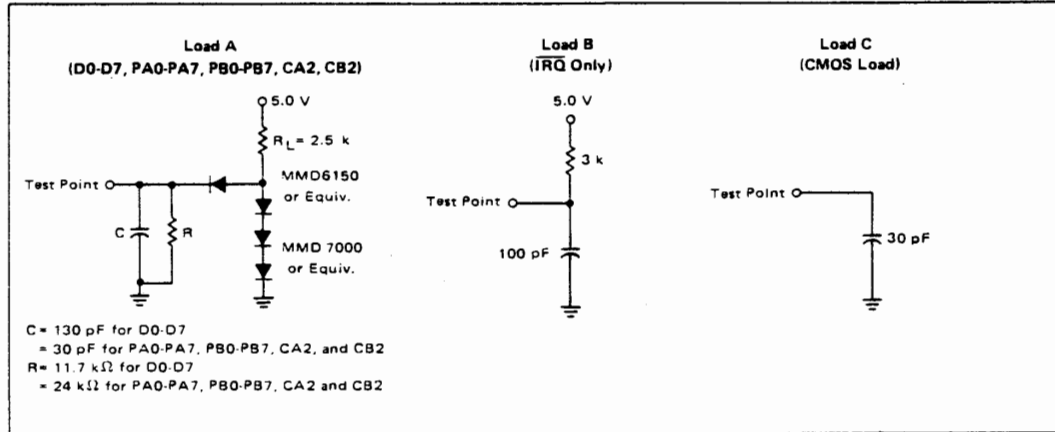 Load A
(D0-D7, PA0-PA7, PB0-PB7, CA2, CB2)
5.0 V
RL = 2.5 k
Test Point
MMD6150
or Equiv.
C
R
MMD 7000
or Equiv.
C = 130 pF for D0-D7
= 30 pF for PA0-PA7, PB0-PB7, CA2, and CB2
R = 11.7 kΩ for D0-D7
= 24 kΩ for PA0-PA7, PB0-PB7, CA2 and CB2
Load B
(I̅R̅Q̅ Only)
5.0 V
3 k
Test Point
100 pF
Load C
(CMOS Load)
Test Point
30 pF